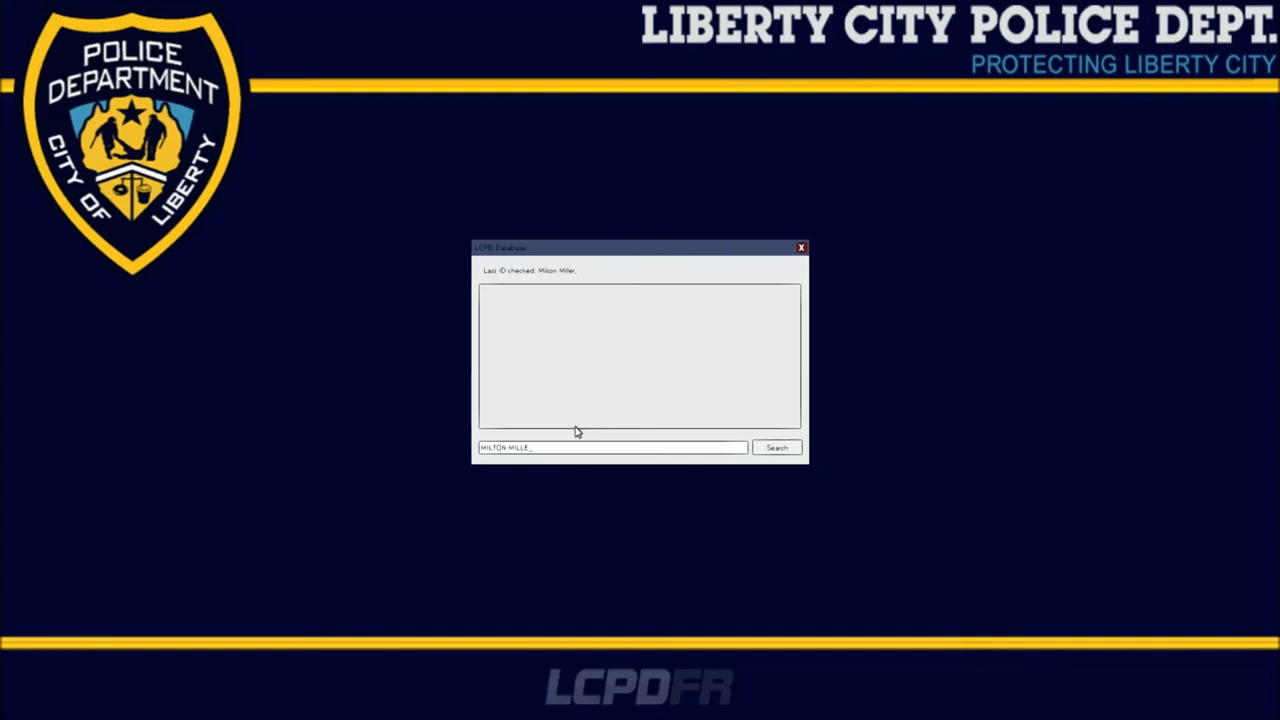 LIBERTY CITY POLICE DEPT.
PROTECTING LIBERTY CITY
POLICE
DEPARTMENT
CITY OF
LIBERTY
LCPD Database
X
Last ID checked: Milton Miller,
MILTON MILLE_
Search
LCPDFR